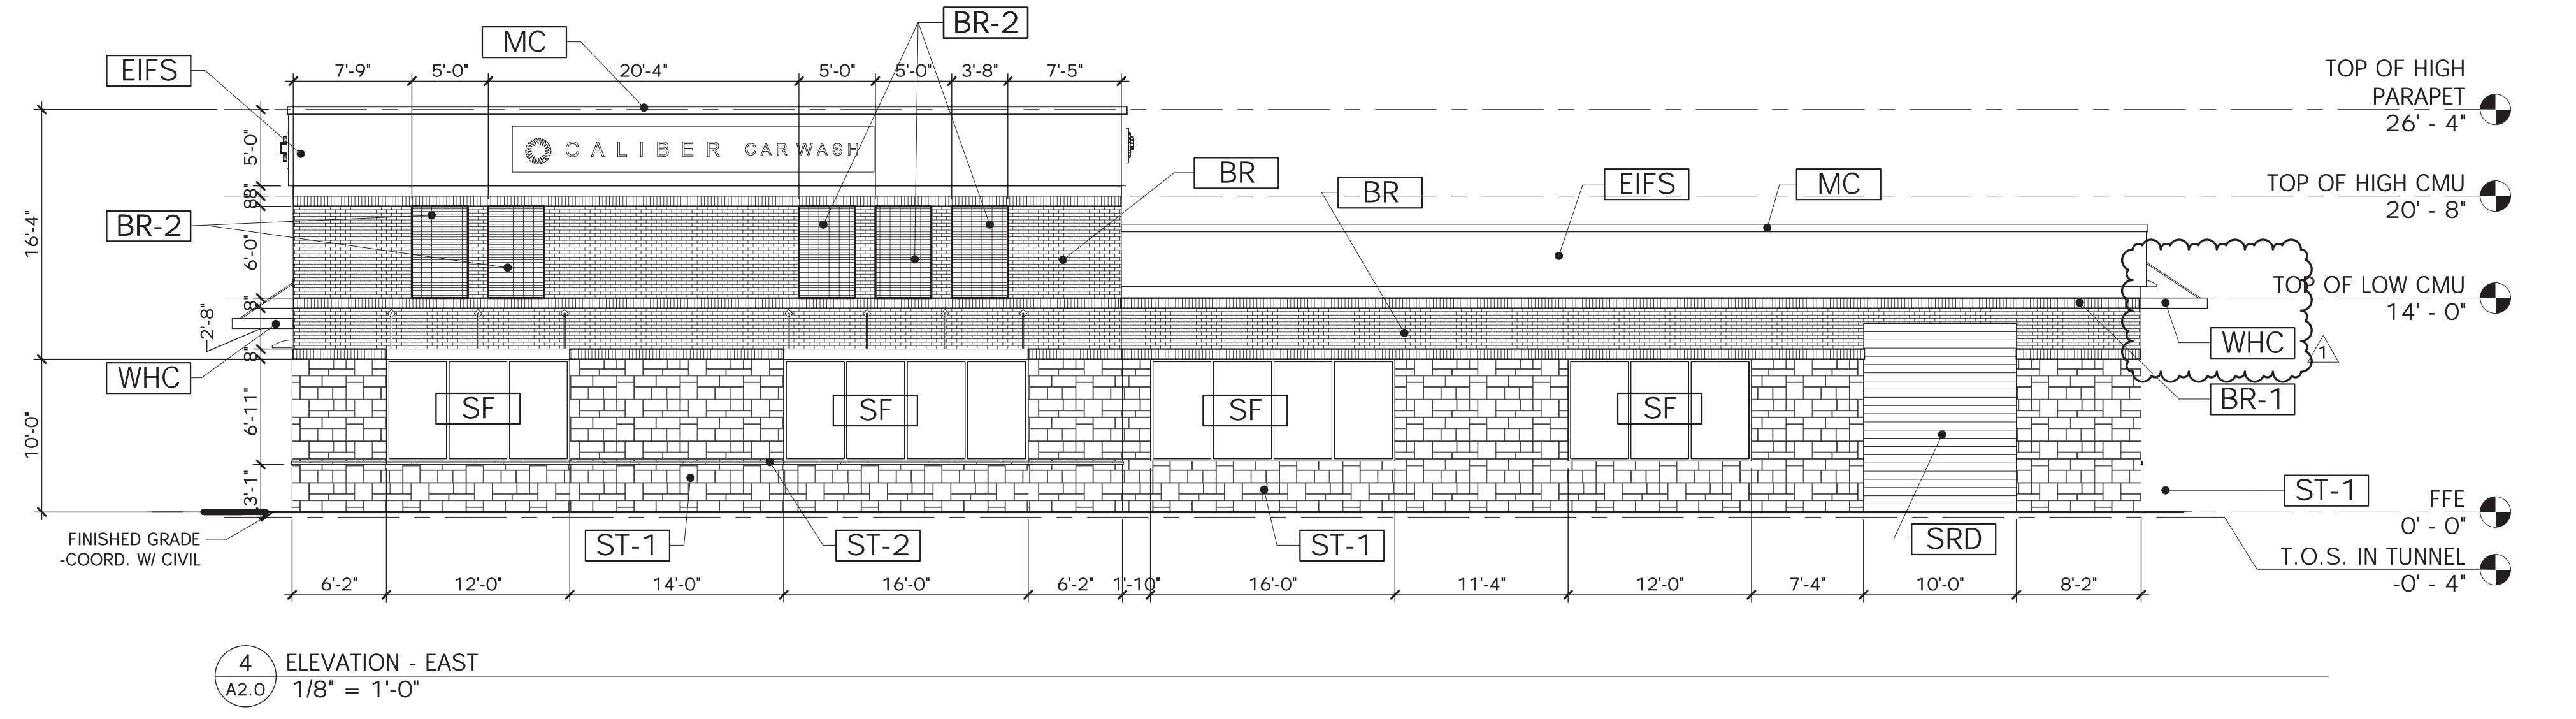 BR-2
MC
EIFS
7'-9"
5'-0"
20'-4"
5'-0"
5'-0"
3'-8"
7'-5"
TOP OF HIGH
PARAPET
26' - 4"
CALIBER CAR WASH
5'-0"
8"
8"
6'-0"
8"
2'-8"
8"
6'-11"
3'-1"
16'-4"
10'-0"
BR
BR
EIFS
MC
TOP OF HIGH CMU
20' - 8"
BR-2
TOP OF LOW CMU
14' - 0"
WHC
WHC
1
BR-1
SF
SF
SF
SF
ST-1
FFE
0' - 0"
FINISHED GRADE
-COORD. W/ CIVIL
ST-1
ST-2
ST-1
SRD
T.O.S. IN TUNNEL
-0' - 4"
6'-2"
12'-0"
14'-0"
16'-0"
6'-2"
1'-10"
16'-0"
11'-4"
12'-0"
7'-4"
10'-0"
8'-2"
4
A2.0
ELEVATION - EAST
1/8" = 1'-0"